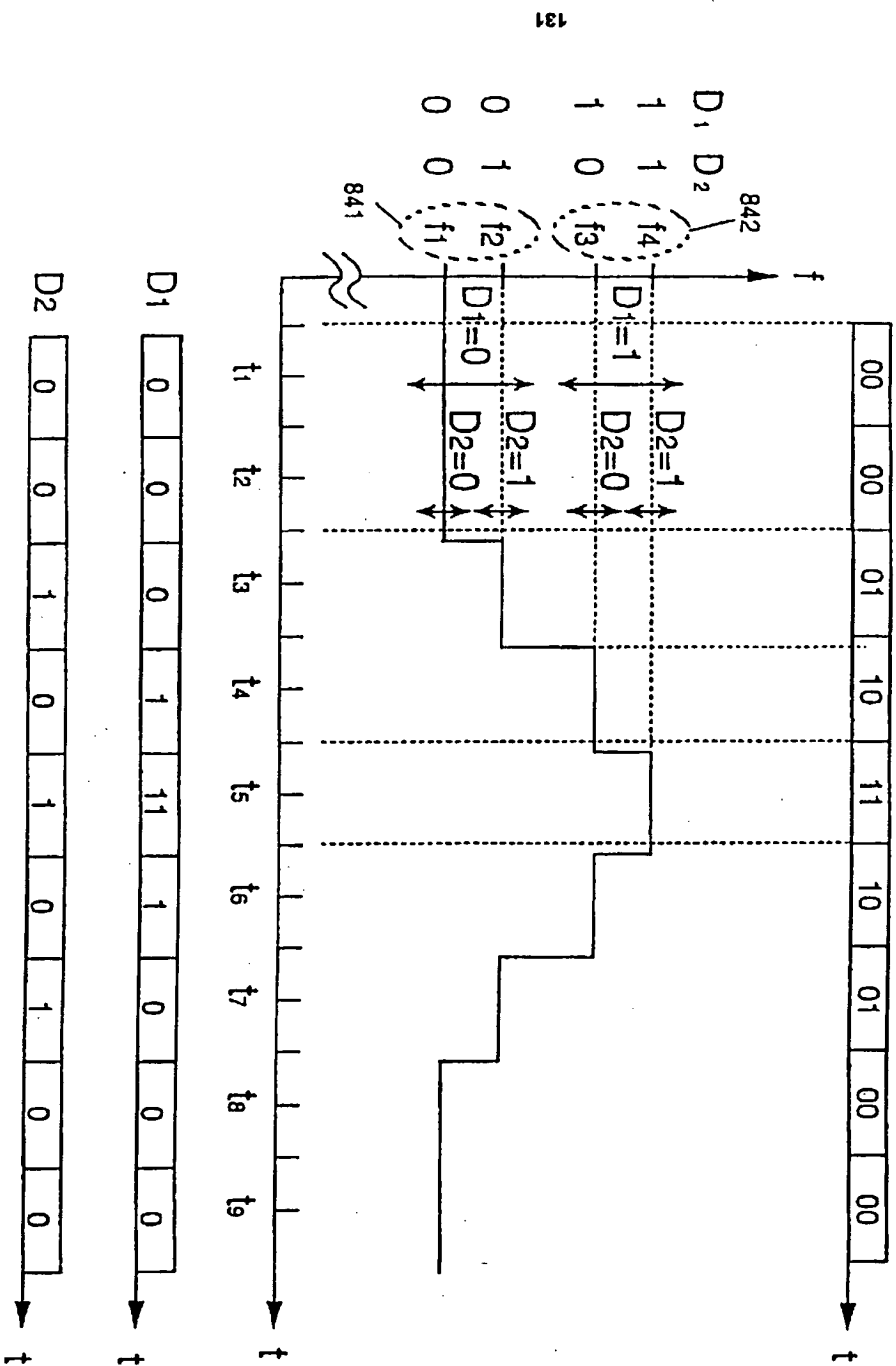 131
00 00 01 10 11 10 01 00 00
t
f
D1 D2
842
1 1 f4
1 0 f3
0 1 f2
0 0 f1
841
D1=1
D1=0
D2=1
D2=0
D2=1
D2=0
t1 t2 t3 t4 t5 t6 t7 t8 t9
t
D1
0 0 0 1 11 1 0 0 0
t
D2
0 0 1 0 1 0 1 0 0
t